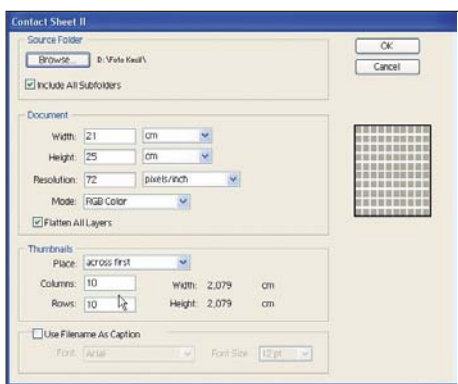 Contact Sheet II
Source Folder
Browse... D:\Foto Kecil\
Include All Subfolders
OK
Cancel
Document
Width: 21 cm
Height: 25 cm
Resolution: 72 pixels/inch
Mode: RGB Color
Flatten All Layers
Thumbnails
Place: across first
Columns: 10 Width: 2,079 cm
Rows: 10 Height: 2,079 cm
Use Filename As Caption
Font: Arial Font Size: 12 pt